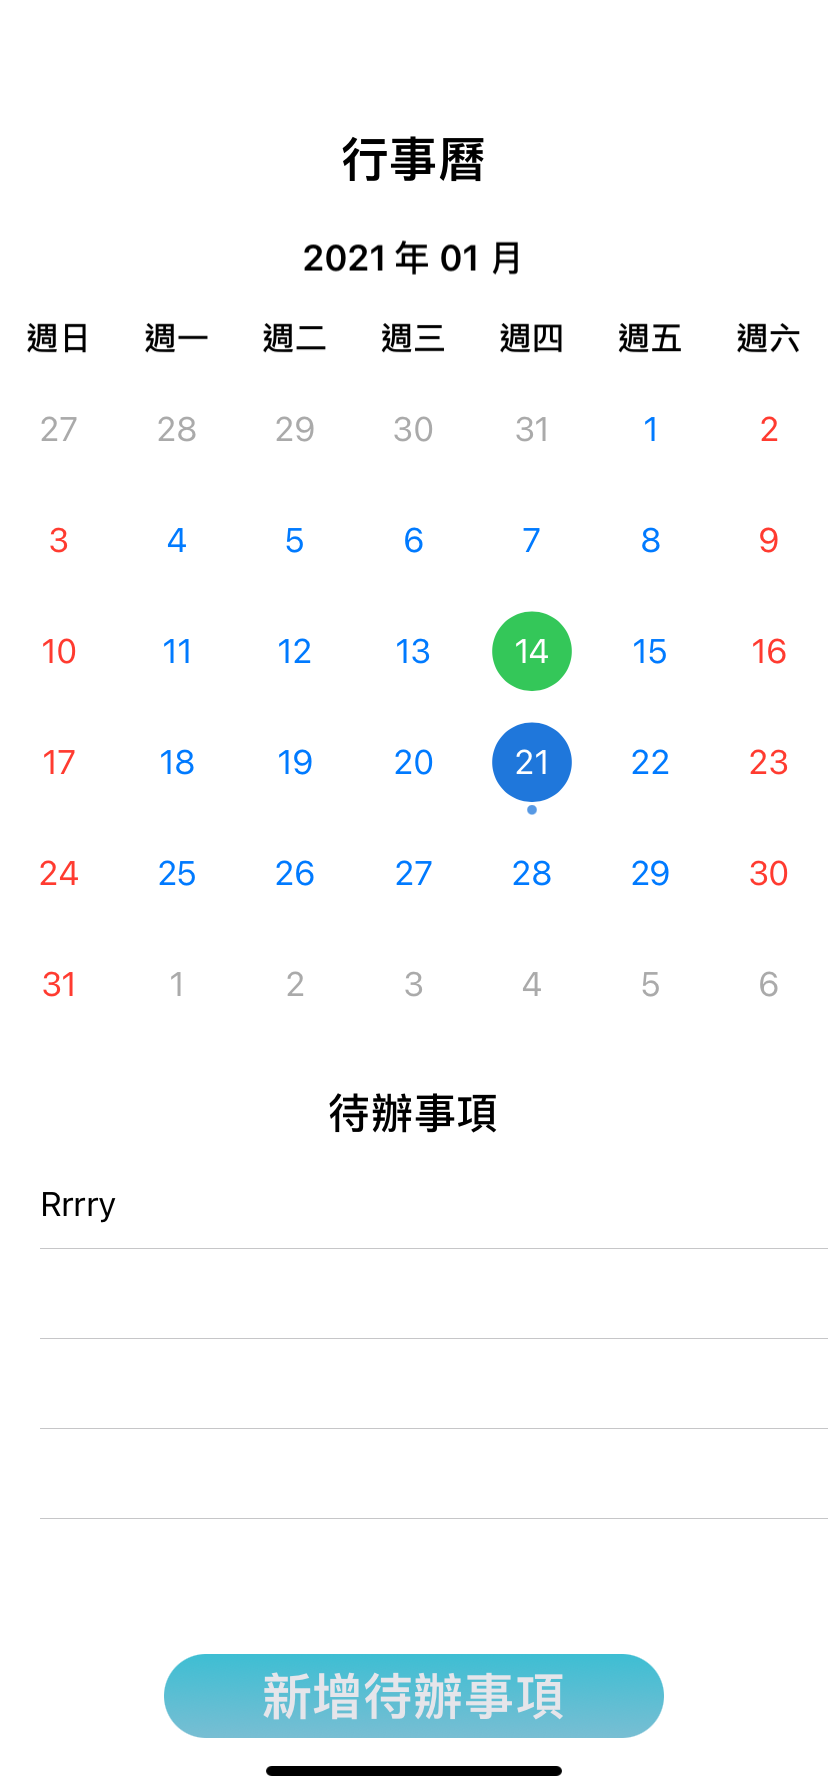 行事曆
2021 年 01 月
週日 週一 週二 週三 週四 週五 週六
27 28 29 30 31 1 2
3 4 5 6 7 8 9
10 11 12 13 14 15 16
17 18 19 20 21 22 23
24 25 26 27 28 29 30
31 1 2 3 4 5 6
待辦事項
Rrrry
新增待辦事項